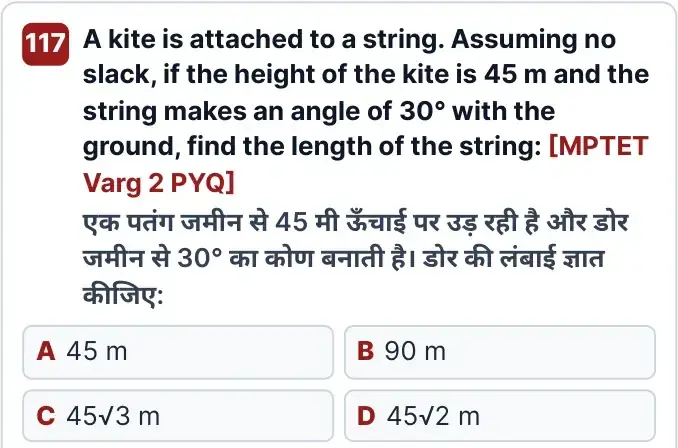 117 A kite is attached to a string. Assuming no
slack, if the height of the kite is 45 m and the
string makes an angle of 30° with the
ground, find the length of the string: [MPTET
Varg 2 PYQ]
एक पतंग जमीन से 45 मी ऊँचाई पर उड़ रही है और डोर
जमीन से 30° का कोण बनाती है। डोर की लंबाई ज्ञात
कीजिए:
A 45 m
B 90 m
C 45√3 m
D 45√2 m